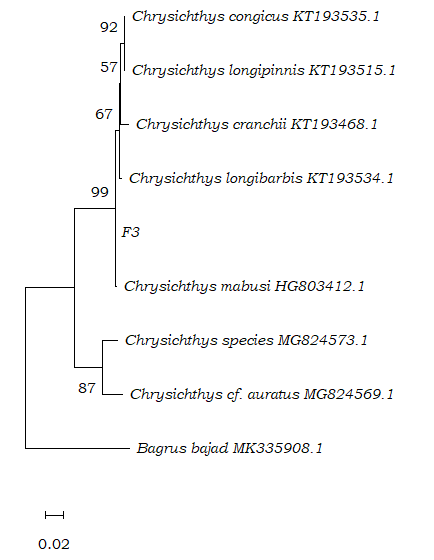 92
Chrysichthys congicus KT193535.1
57
Chrysichthys longipinnis KT193515.1
67
Chrysichthys cranchii KT193468.1
Chrysichthys longibarbis KT193534.1
99
F3
Chrysichthys mabusi HG803412.1
Chrysichthys species MG824573.1
87
Chrysichthys cf. auratus MG824569.1
Bagrus bajad MK335908.1
0.02